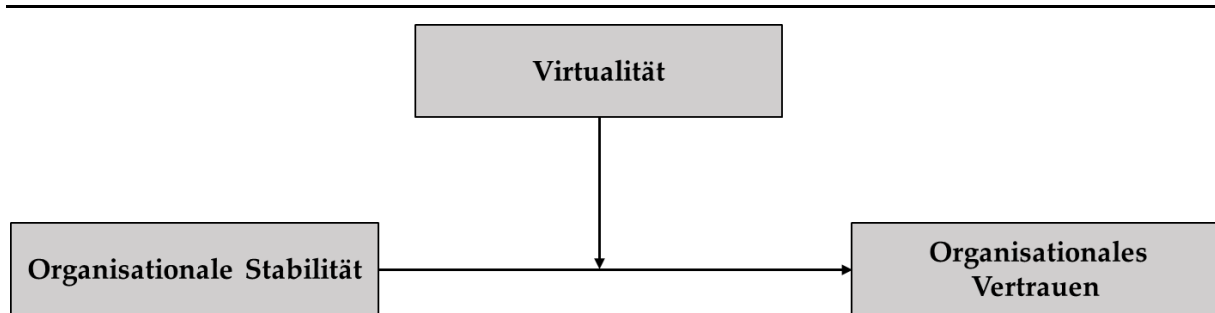 Virtualität
Organisationale Stabilität
Organisationales
Vertrauen